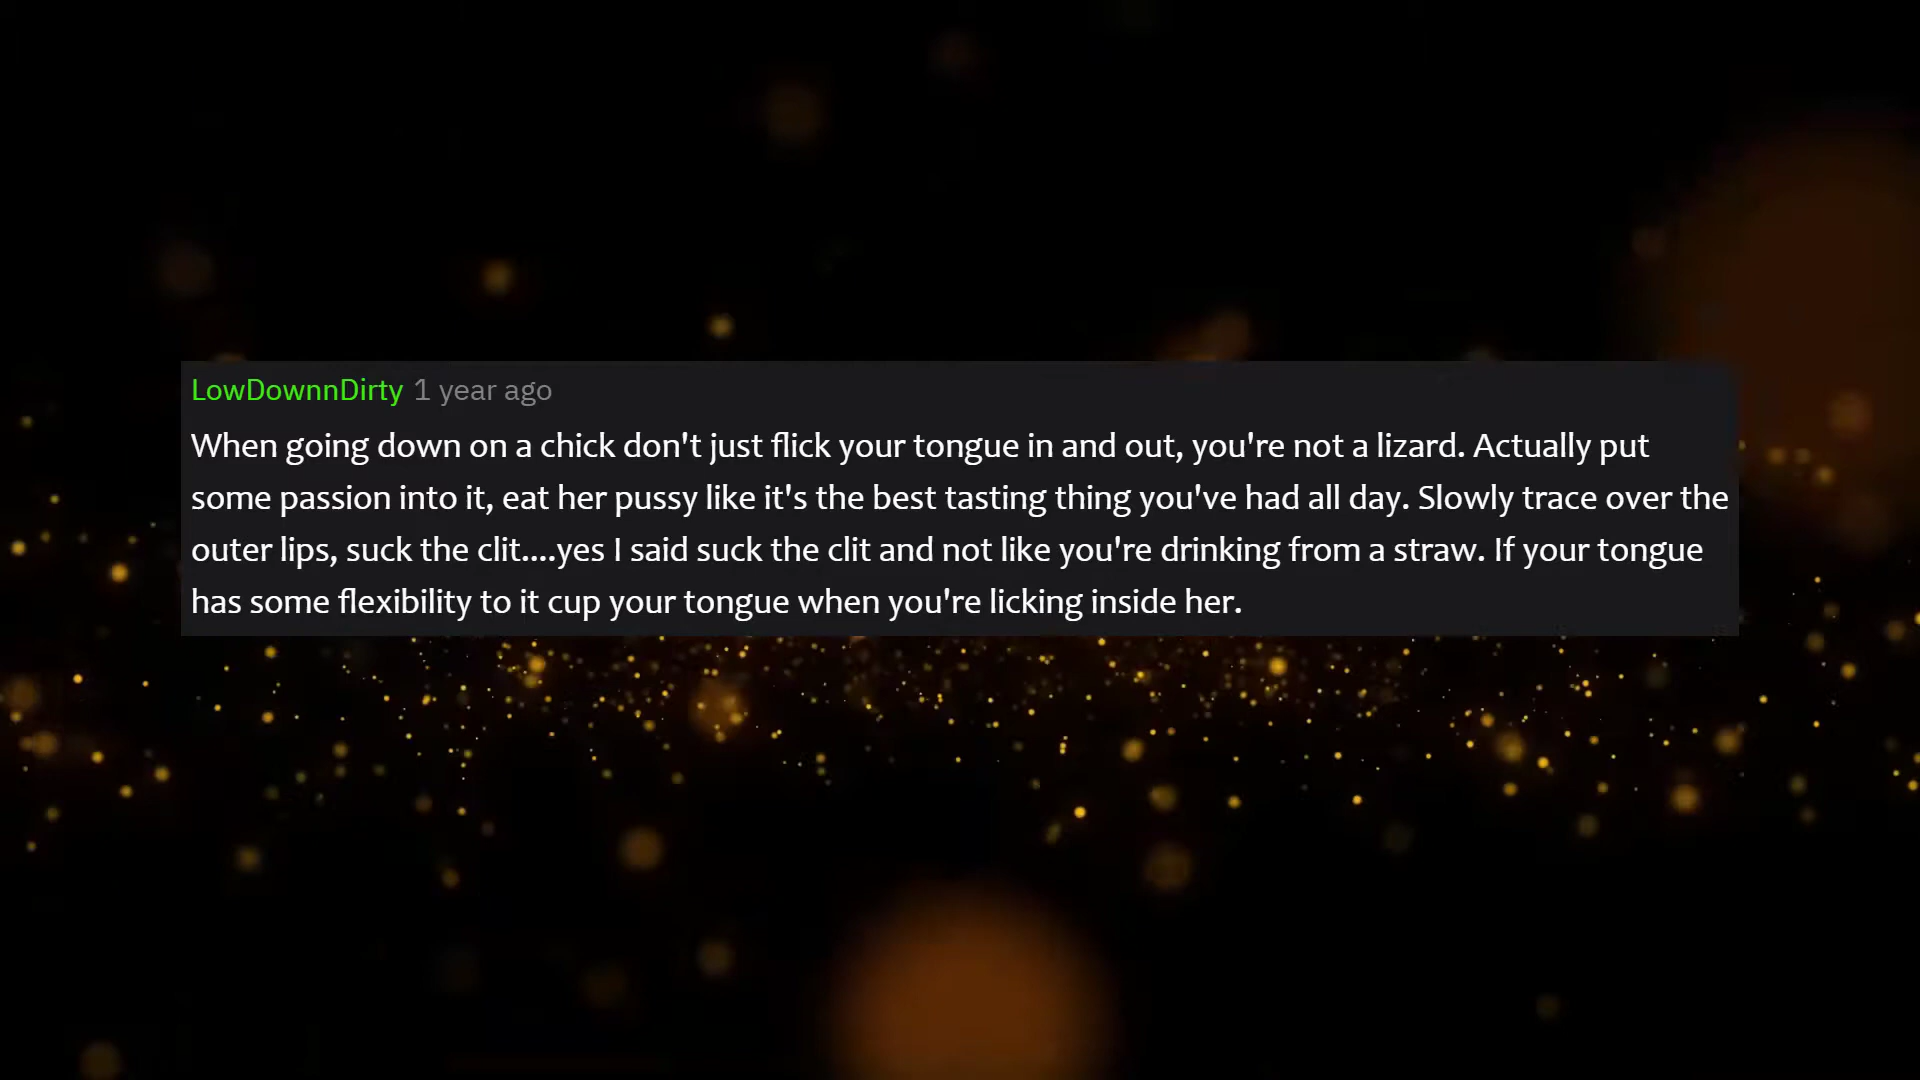 LowDownnDirty 1 year ago
When going down on a chick don't just flick your tongue in and out, you're not a lizard. Actually put
some passion into it, eat her pussy like it's the best tasting thing you've had all day. Slowly trace over the
outer lips, suck the clit....yes I said suck the clit and not like you're drinking from a straw. If your tongue
has some flexibility to it cup your tongue when you're licking inside her.